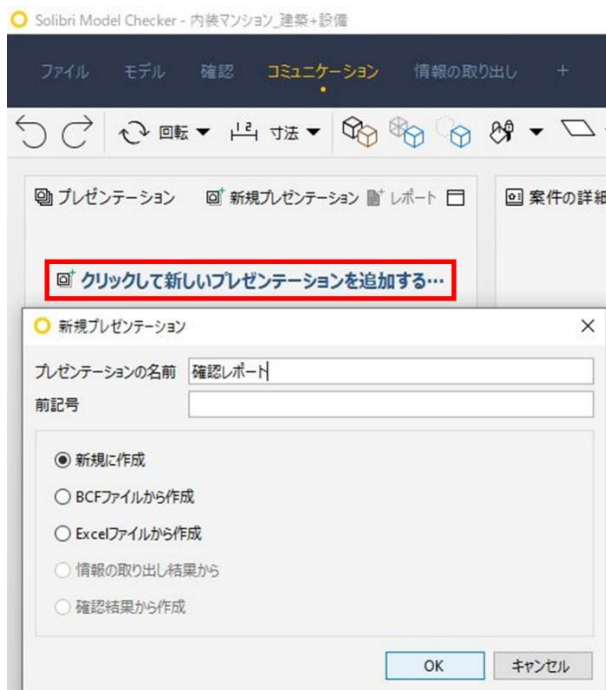 Solibri Model Checker - 内装マンション_建築+設備
ファイル モデル 確認 コミュニケーション 情報の取り出し +
回転 寸法
プレゼンテーション 新規プレゼンテーション レポート 案件の詳細
クリックして新しいプレゼンテーションを追加する…
新規プレゼンテーション
プレゼンテーションの名前 確認レポート
前記号
新規に作成
BCFファイルから作成
Excelファイルから作成
情報の取り出し結果から
確認結果から作成
OK キャンセル